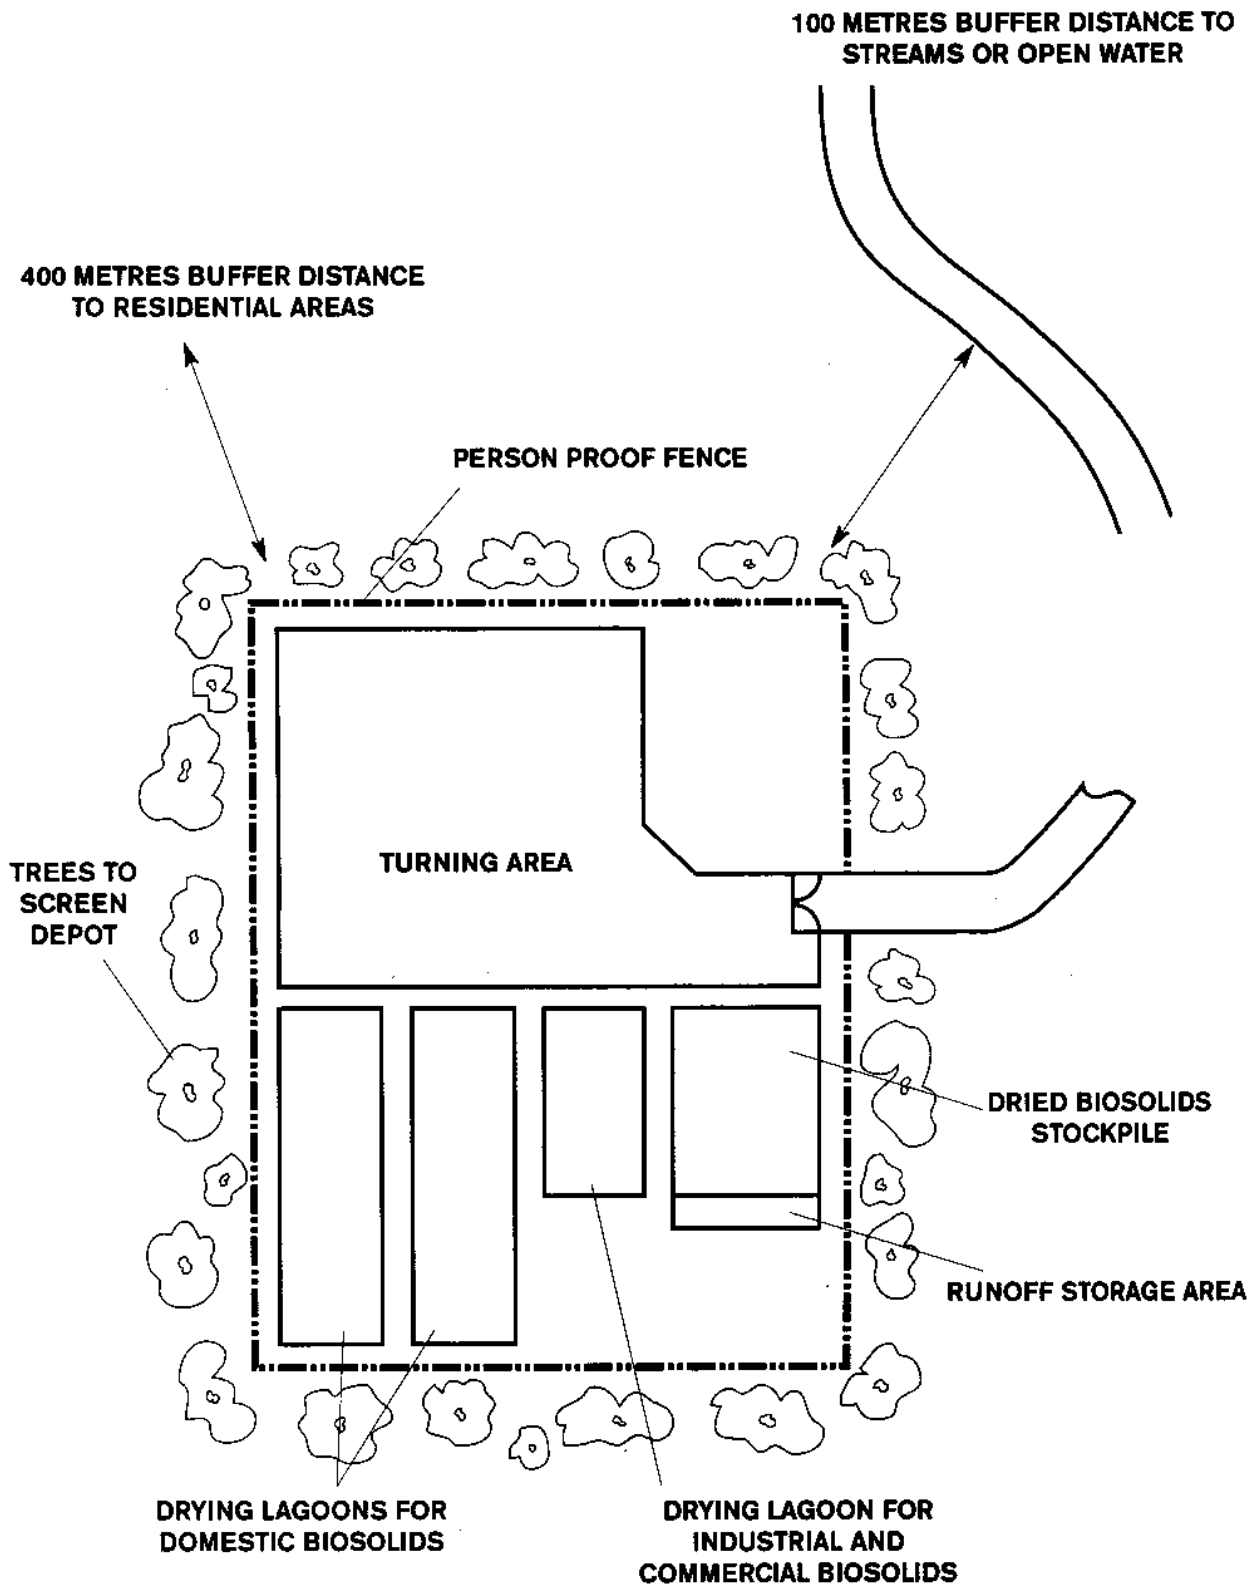 100 METRES BUFFER DISTANCE TO
STREAMS OR OPEN WATER
400 METRES BUFFER DISTANCE
TO RESIDENTIAL AREAS
PERSON PROOF FENCE
TURNING AREA
TREES TO
SCREEN
DEPOT
DRIED BIOSOLIDS
STOCKPILE
RUNOFF STORAGE AREA
DRYING LAGOONS FOR
DOMESTIC BIOSOLIDS
DRYING LAGOON FOR
INDUSTRIAL AND
COMMERCIAL BIOSOLIDS